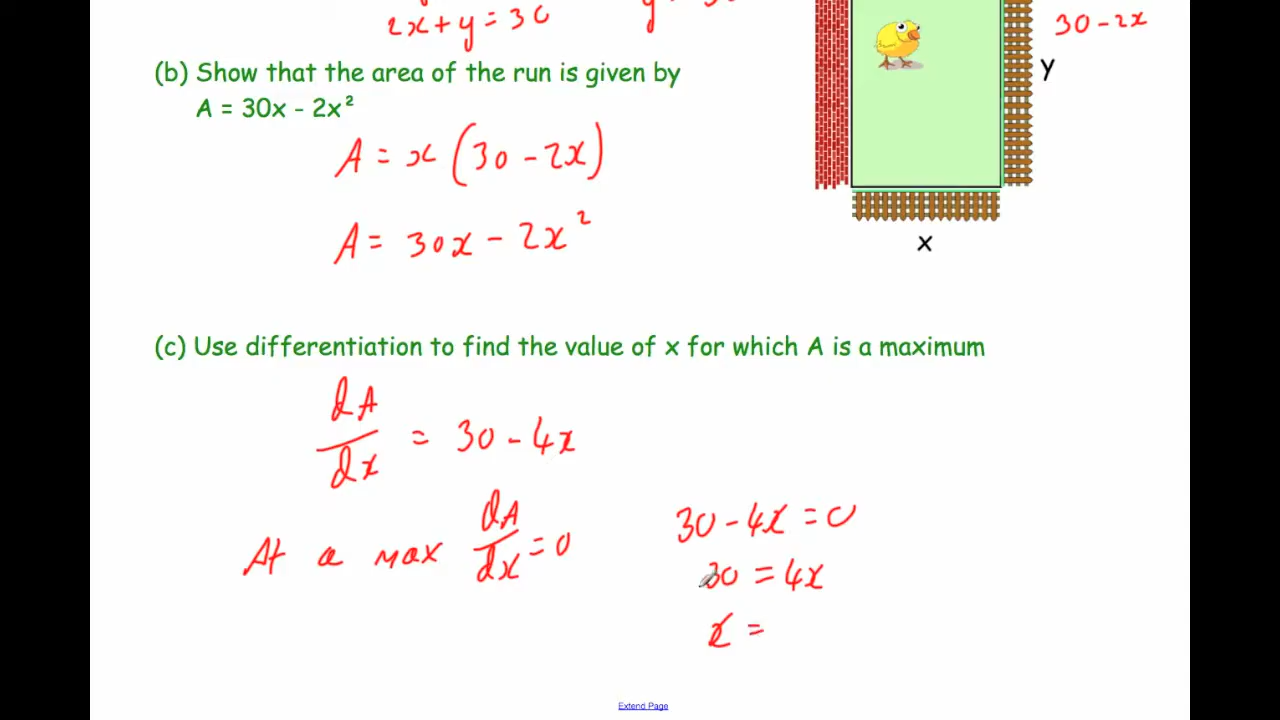 2x + y = 30
30 - 2x
(b) Show that the area of the run is given by
A = 30x - 2x²
y
A = x(30 - 2x)
A = 30x - 2x²
x
(c) Use differentiation to find the value of x for which A is a maximum
dA/dx = 30 - 4x
At a max dA/dx = 0
30 - 4x = 0
30 = 4x
x =
Extend Page